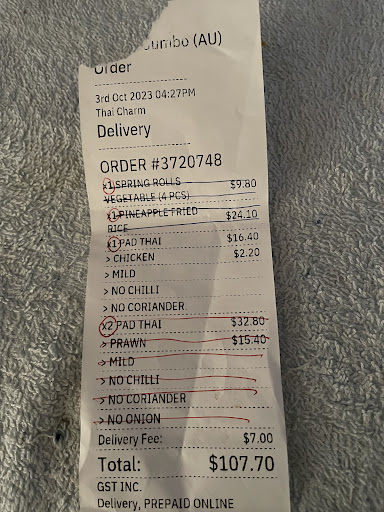 Jumbo (AU)
Order
3rd Oct 2023 04:27PM
Thai Charm
Delivery
ORDER #3720748
x1 SPRING ROLLS $9.80
VEGETABLE (4 PCS)
x1 PINEAPPLE FRIED $24.10
RICE
x1 PAD THAI $16.40
> CHICKEN $2.20
> MILD
> NO CHILLI
> NO CORIANDER
x2 PAD THAI $32.80
> PRAWN $15.40
> MILD
> NO CHILLI
> NO CORIANDER
> NO ONION
Delivery Fee: $7.00
Total: $107.70
GST INC.
Delivery, PREPAID ONLINE